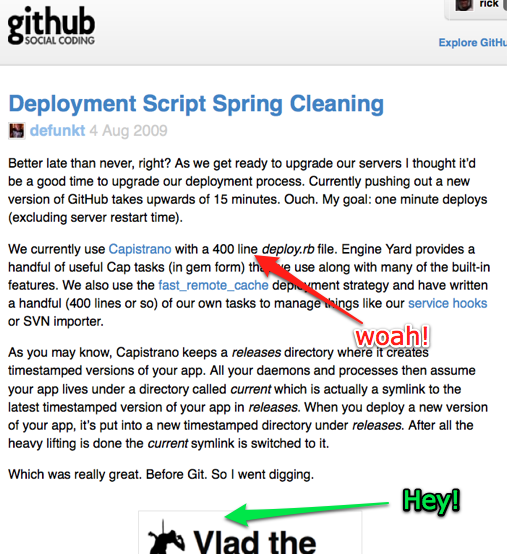 github
SOCIAL CODING
rick
Explore GitHu
Deployment Script Spring Cleaning
defunkt 4 Aug 2009
Better late than never, right? As we get ready to upgrade our servers I thought it'd
be a good time to upgrade our deployment process. Currently pushing out a new
version of GitHub takes upwards of 15 minutes. Ouch. My goal: one minute deploys
(excluding server restart time).
We currently use Capistrano with a 400 line deploy.rb file. Engine Yard provides a
handful of useful Cap tasks (in gem form) use along with many of the built-in
features. We also use the fast_remote_cache deployment strategy and have written
a handful (400 lines or so) of our own tasks to manage things like our service hooks
or SVN importer.
woah!
As you may know, Capistrano keeps a releases directory where it creates
timestamped versions of your app. All your daemons and processes then assume
your app lives under a directory called current which is actually a symlink to the
latest timestamped version of your app in releases. When you deploy a new version
of your app, it's put into a new timestamped directory under releases. After all the
heavy lifting is done the current symlink is switched to it.
Which was really great. Before Git. So I went digging.
Hey!
Vlad the